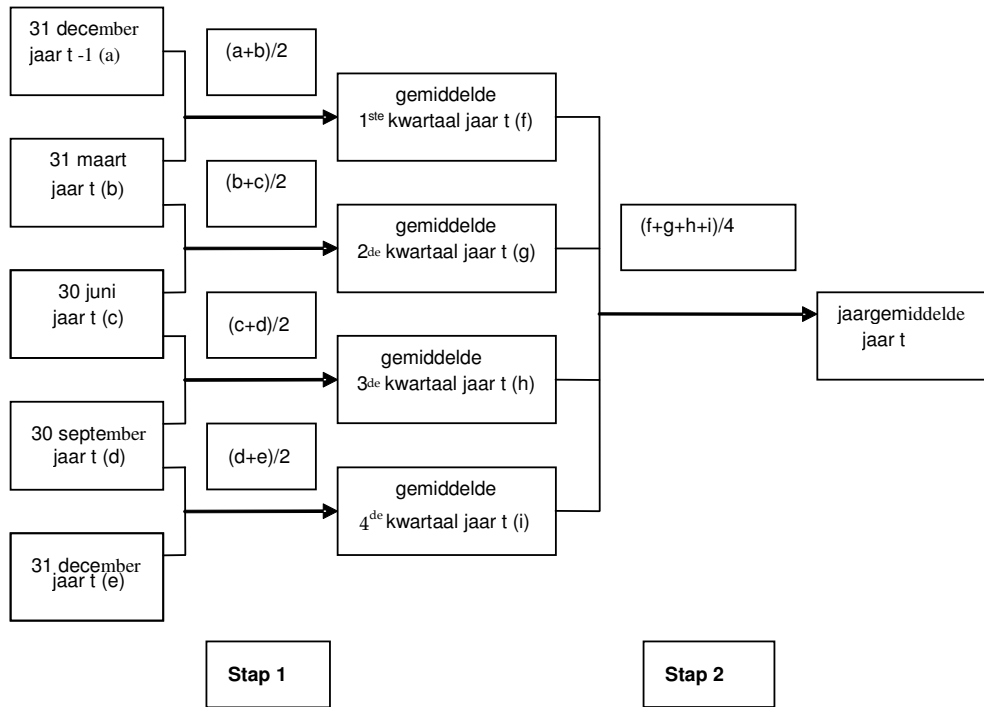 31 december
jaar t -1 (a)
(a+b)/2
gemiddelde
1ste kwartaal jaar t (f)
31 maart
jaar t (b)
(b+c)/2
gemiddelde
2de kwartaal jaar t (g)
(f+g+h+i)/4
30 juni
jaar t (c)
(c+d)/2
gemiddelde
3de kwartaal jaar t (h)
jaargemiddelde
jaar t
30 september
jaar t (d)
(d+e)/2
gemiddelde
4de kwartaal jaar t (i)
31 december
jaar t (e)
Stap 1
Stap 2